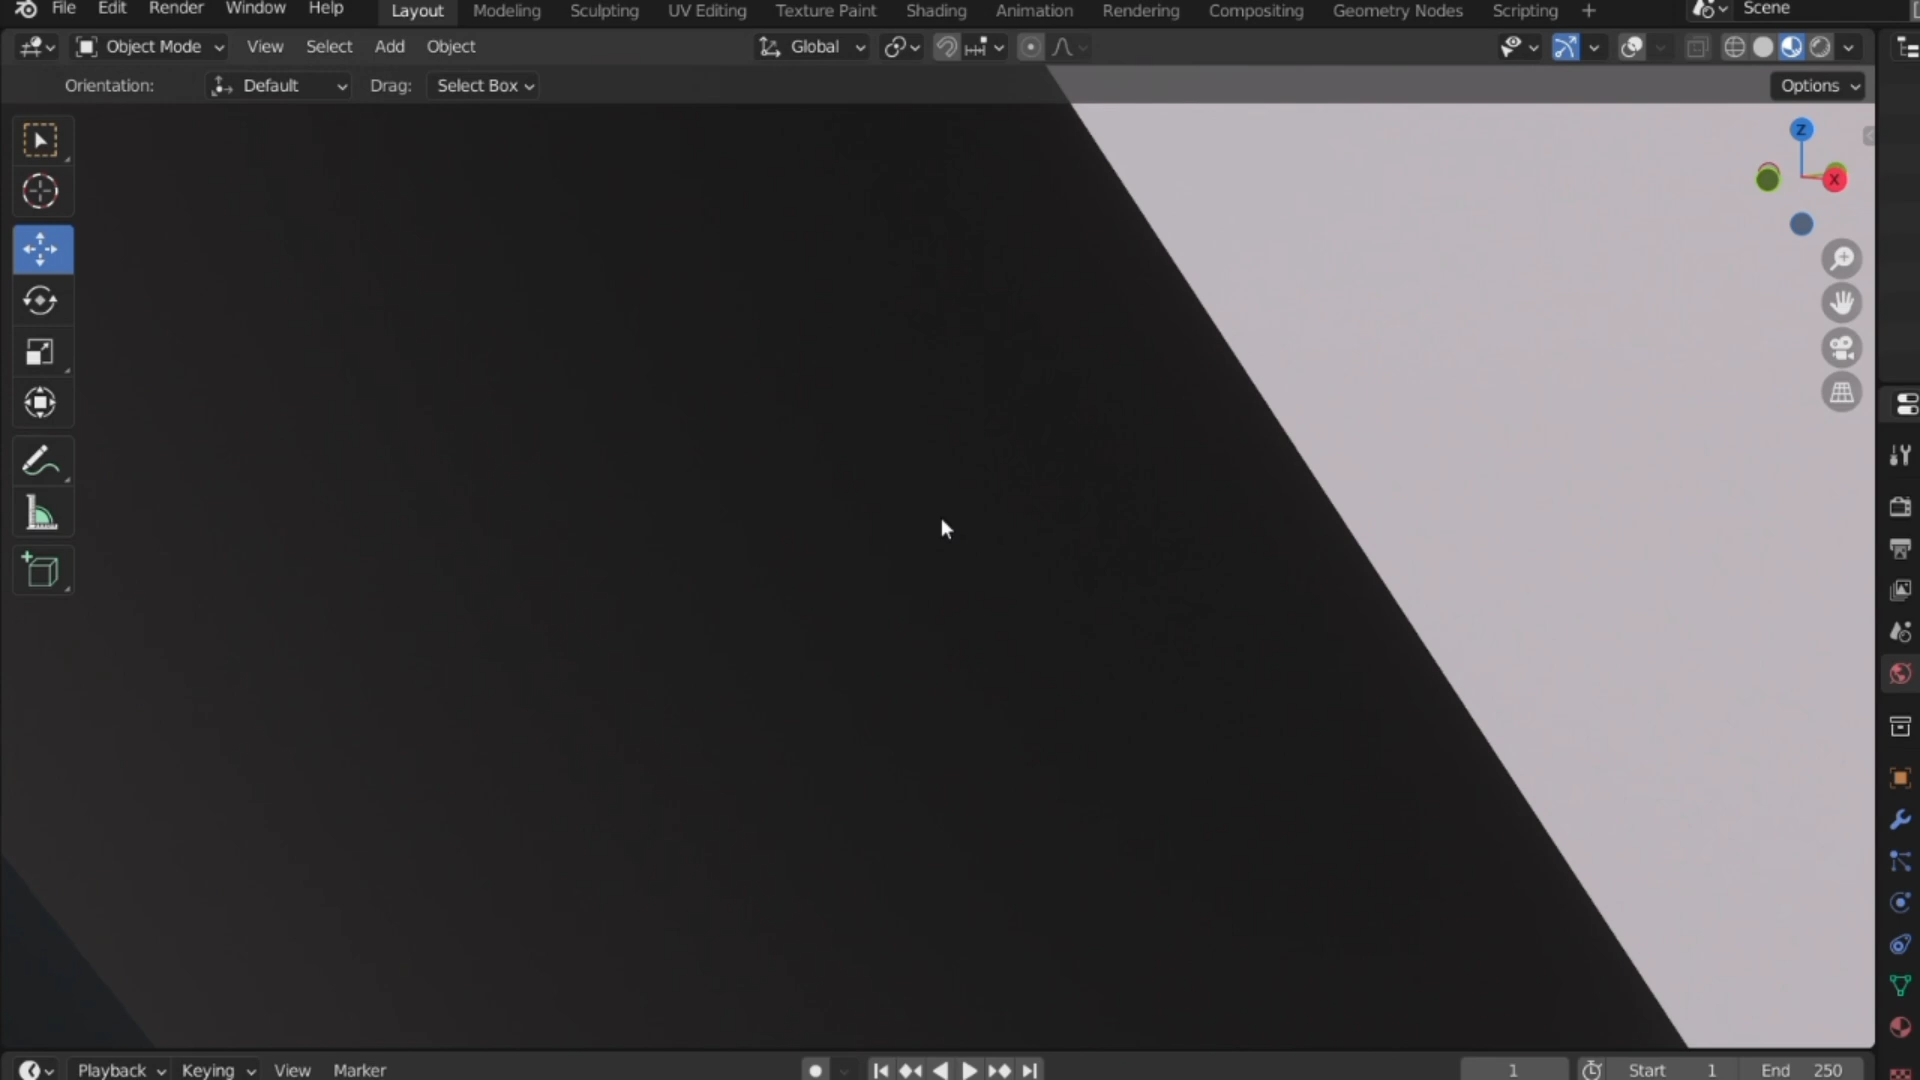 File Edit Render Window Help Layout Modeling Sculpting UV Editing Texture Paint Shading Animation Rendering Compositing Geometry Nodes Scripting + Scene
Object Mode View Select Add Object Global
Orientation: Default Drag: Select Box Options
Z
X
Playback Keying View Marker 1 Start 1 End 250